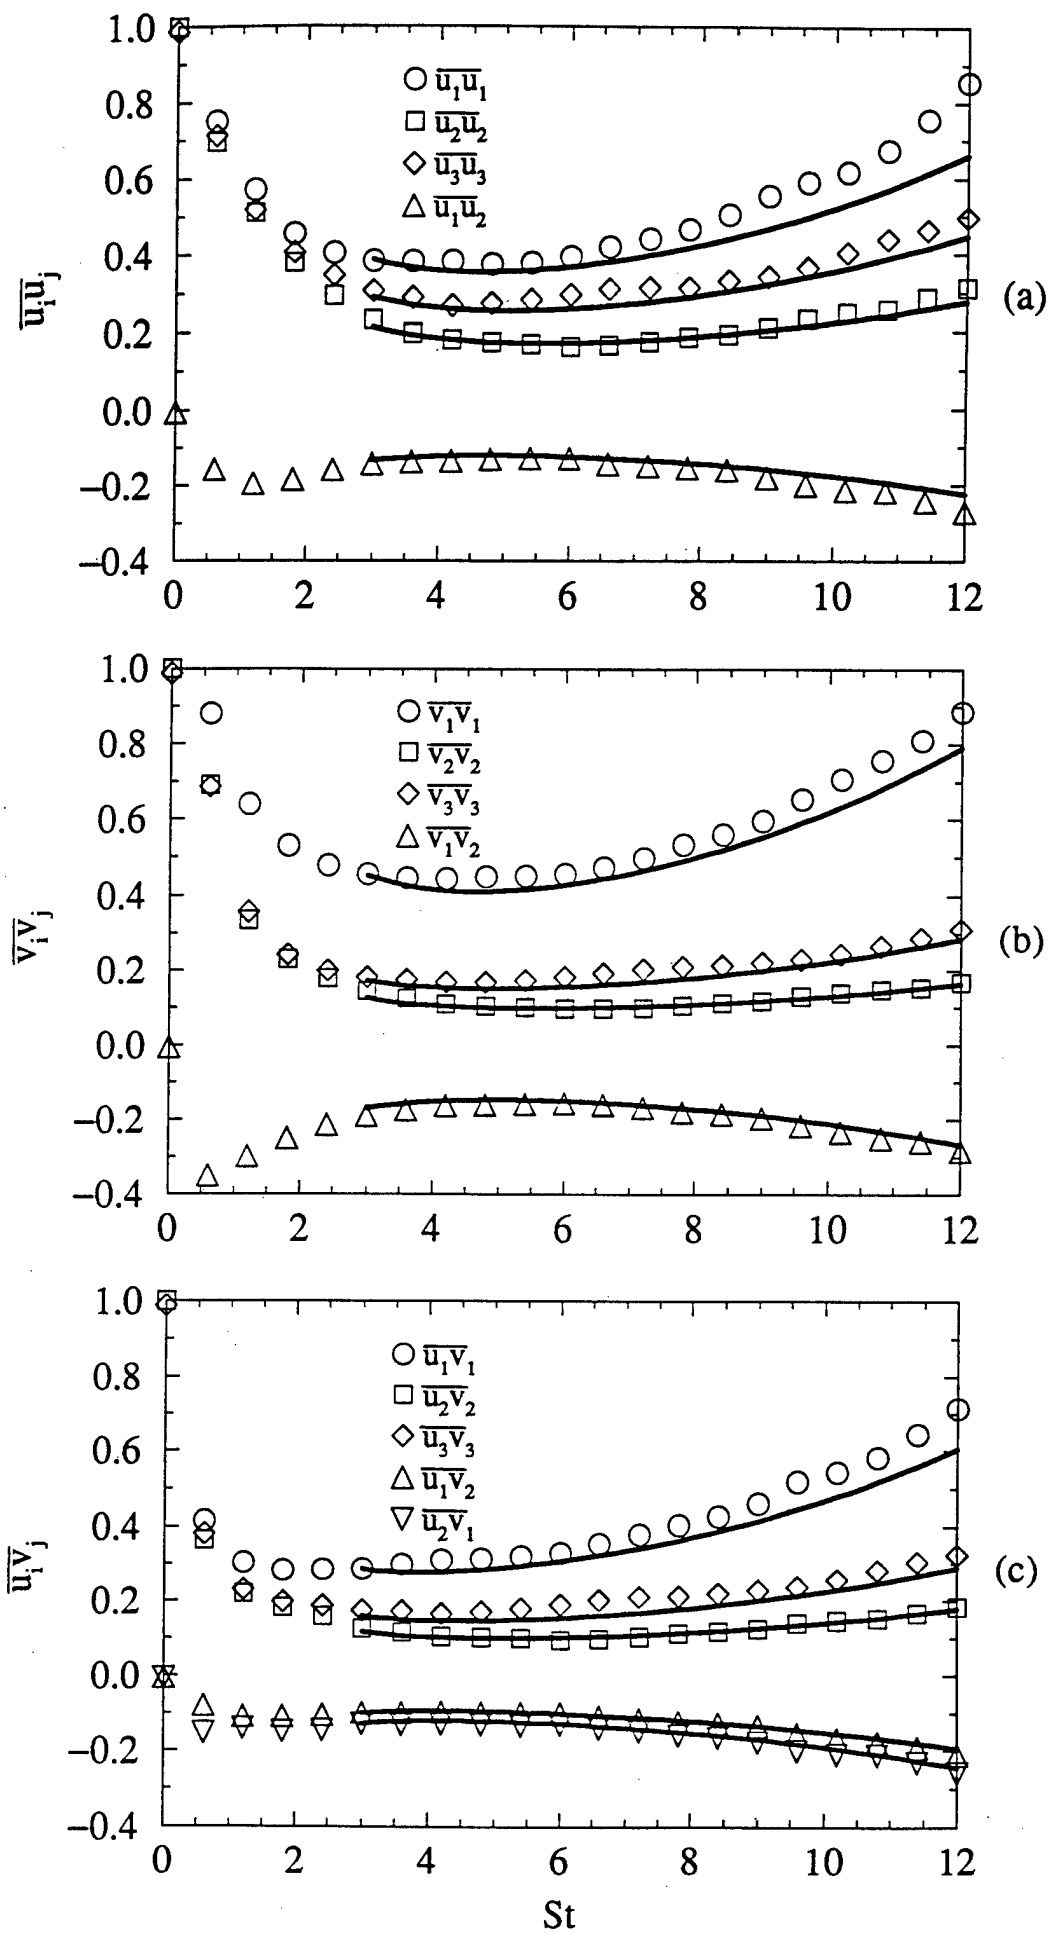 1.0
0.8
0.6
0.4
0.2
0.0
−0.2
−0.4
u̅ᵢu̅ⱼ
u̅₁u̅₁
u̅₂u̅₂
u̅₃u̅₃
u̅₁u̅₂
(a)
0 2 4 6 8 10 12
1.0
0.8
0.6
0.4
0.2
0.0
−0.2
−0.4
v̅ᵢv̅ⱼ
v̅₁v̅₁
v̅₂v̅₂
v̅₃v̅₃
v̅₁v̅₂
(b)
0 2 4 6 8 10 12
1.0
0.8
0.6
0.4
0.2
0.0
−0.2
−0.4
u̅ᵢv̅ⱼ
u̅₁v̅₁
u̅₂v̅₂
u̅₃v̅₃
u̅₁v̅₂
u̅₂v̅₁
(c)
0 2 4 6 8 10 12
St